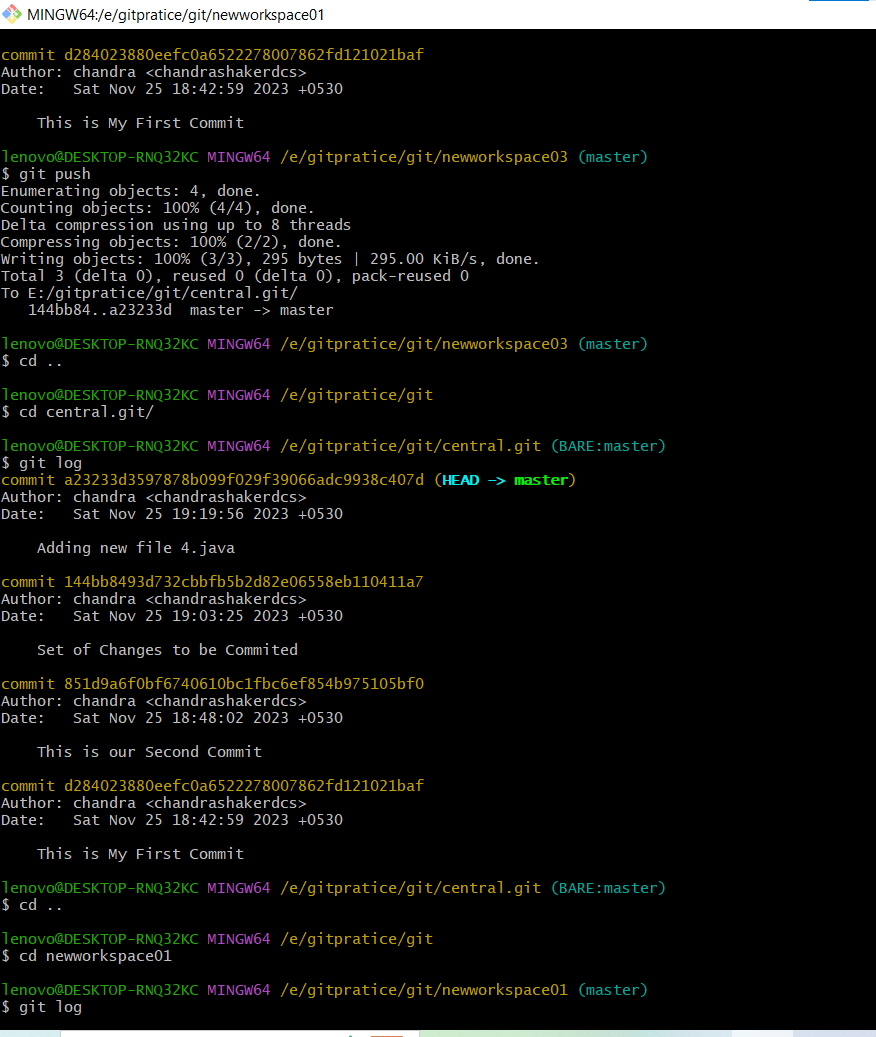 MINGW64:/e/gitpratice/git/newworkspace01
commit d284023880eefc0a6522278007862fd121021baf
Author: chandra <chandrashakerdcs>
Date:   Sat Nov 25 18:42:59 2023 +0530
    This is My First Commit
lenovo@DESKTOP-RNQ32KC MINGW64 /e/gitpratice/git/newworkspace03 (master)
$ git push
Enumerating objects: 4, done.
Counting objects: 100% (4/4), done.
Delta compression using up to 8 threads
Compressing objects: 100% (2/2), done.
Writing objects: 100% (3/3), 295 bytes | 295.00 KiB/s, done.
Total 3 (delta 0), reused 0 (delta 0), pack-reused 0
To E:/gitpratice/git/central.git/
   144bb84..a23233d  master -> master
lenovo@DESKTOP-RNQ32KC MINGW64 /e/gitpratice/git/newworkspace03 (master)
$ cd ..
lenovo@DESKTOP-RNQ32KC MINGW64 /e/gitpratice/git
$ cd central.git/
lenovo@DESKTOP-RNQ32KC MINGW64 /e/gitpratice/git/central.git (BARE:master)
$ git log
commit a23233d3597878b099f029f39066adc9938c407d (HEAD -> master)
Author: chandra <chandrashakerdcs>
Date:   Sat Nov 25 19:19:56 2023 +0530
    Adding new file 4.java
commit 144bb8493d732cbbfb5b2d82e06558eb110411a7
Author: chandra <chandrashakerdcs>
Date:   Sat Nov 25 19:03:25 2023 +0530
    Set of Changes to be Commited
commit 851d9a6f0bf6740610bc1fbc6ef854b975105bf0
Author: chandra <chandrashakerdcs>
Date:   Sat Nov 25 18:48:02 2023 +0530
    This is our Second Commit
commit d284023880eefc0a6522278007862fd121021baf
Author: chandra <chandrashakerdcs>
Date:   Sat Nov 25 18:42:59 2023 +0530
    This is My First Commit
lenovo@DESKTOP-RNQ32KC MINGW64 /e/gitpratice/git/central.git (BARE:master)
$ cd ..
lenovo@DESKTOP-RNQ32KC MINGW64 /e/gitpratice/git
$ cd newworkspace01
lenovo@DESKTOP-RNQ32KC MINGW64 /e/gitpratice/git/newworkspace01 (master)
$ git log